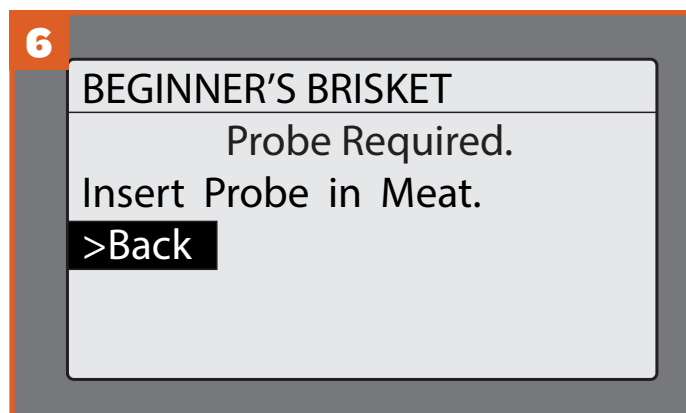 6
BEGINNER’S BRISKET
Probe Required.
Insert Probe in Meat.
>Back